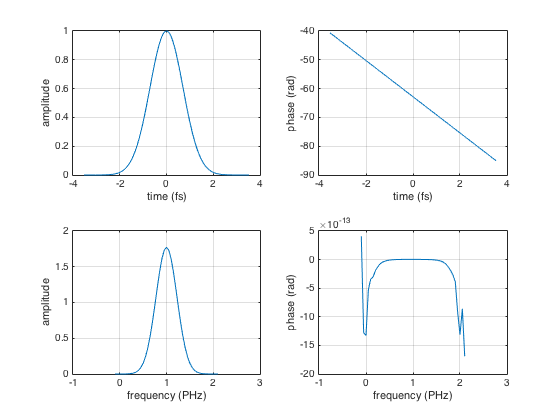 1
0.8
0.6
0.4
0.2
0
-4 -2 0 2 4
time (fs)
amplitude
-40
-50
-60
-70
-80
-90
-4 -2 0 2 4
time (fs)
phase (rad)
2
1.5
1
0.5
0
-1 0 1 2 3
frequency (PHz)
amplitude
×10^-13
5
0
-5
-10
-15
-20
-1 0 1 2 3
frequency (PHz)
phase (rad)